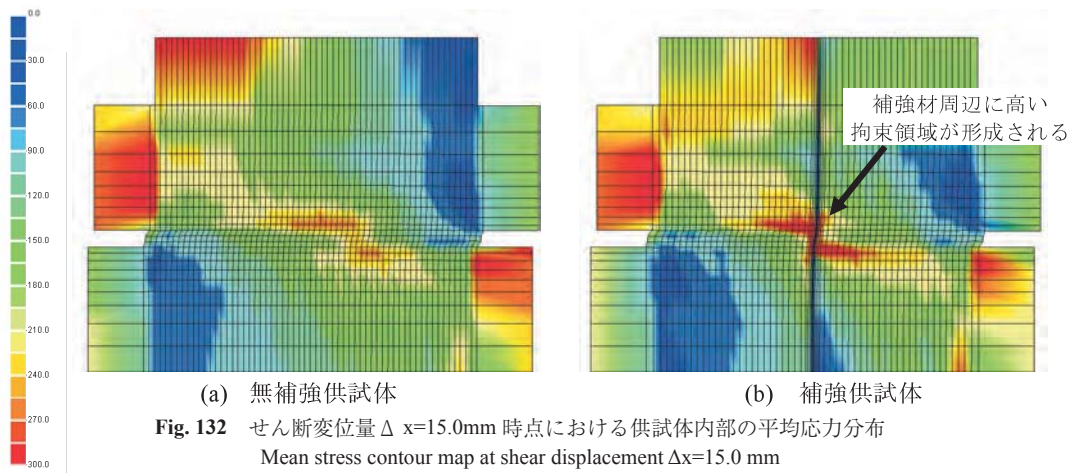 0.0
-30.0
-60.0
-90.0
-120.0
-150.0
-180.0
-210.0
-240.0
-270.0
-300.0
補強材周辺に高い
拘束領域が形成される
(a) 無補強供試体
(b) 補強供試体
Fig. 132 せん断変位量 Δ x=15.0mm 時点における供試体内部の平均応力分布
Mean stress contour map at shear displacement Δx=15.0 mm